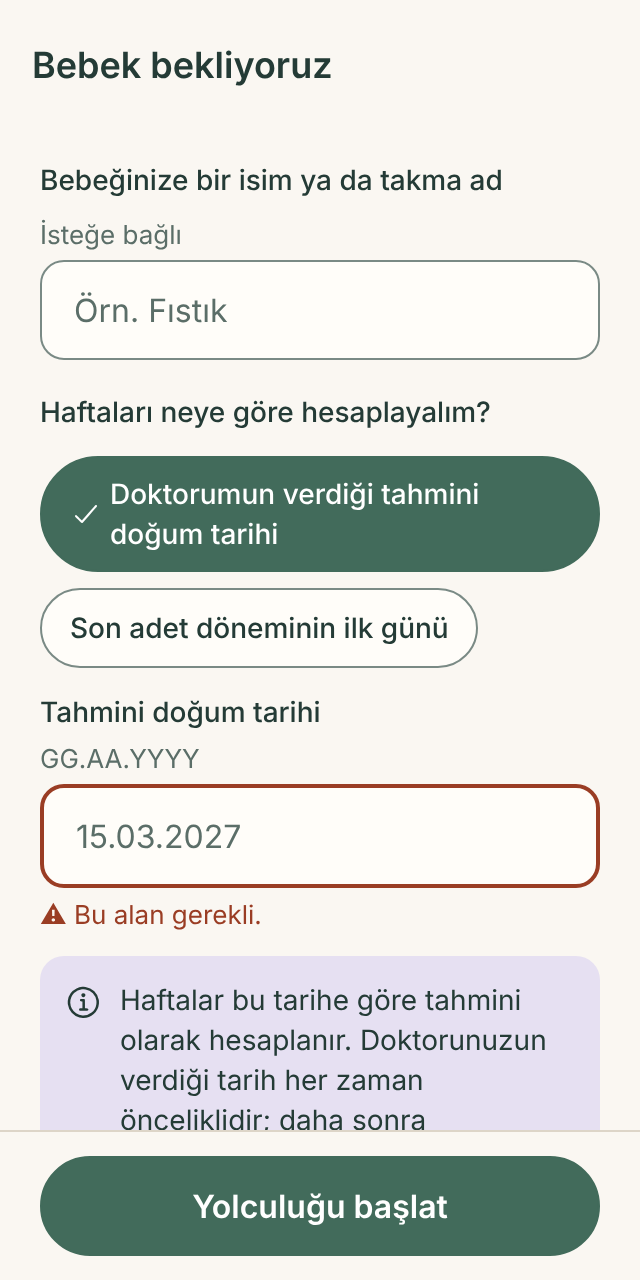 Bebek bekliyoruz
Bebeğinize bir isim ya da takma ad
İsteğe bağlı
Örn. Fıstık
Haftaları neye göre hesaplayalım?
Doktorumun verdiği tahmini
doğum tarihi
Son adet döneminin ilk günü
Tahmini doğum tarihi
GG.AA.YYYY
15.03.2027
Bu alan gerekli.
Haftalar bu tarihe göre tahmini
olarak hesaplanır. Doktorunuzun
verdiği tarih her zaman
önceliklidir; daha sonra
Yolculuğu başlat